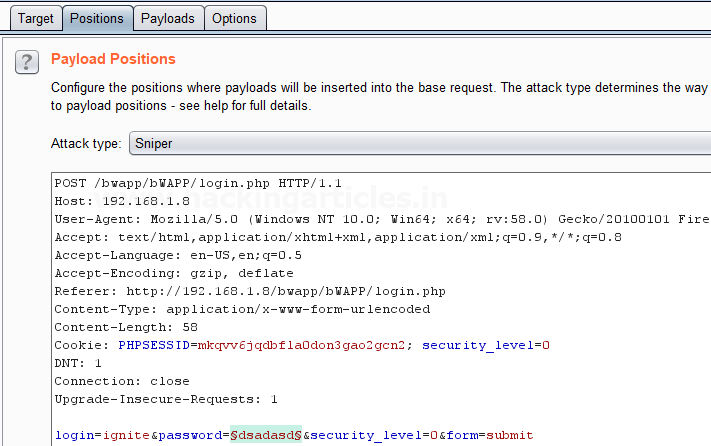 Target Positions Payloads Options
? Payload Positions
Configure the positions where payloads will be inserted into the base request. The attack type determines the way
to payload positions - see help for full details.
Attack type: Sniper
POST /bwapp/bWAPP/login.php HTTP/1.1
hackingarticles.in
Host: 192.168.1.8
User-Agent: Mozilla/5.0 (Windows NT 10.0; Win64; x64; rv:58.0) Gecko/20100101 Fire
Accept: text/html,application/xhtml+xml,application/xml;q=0.9,*/*;q=0.8
Accept-Language: en-US,en;q=0.5
Accept-Encoding: gzip, deflate
Referer: http://192.168.1.8/bwapp/bWAPP/login.php
Content-Type: application/x-www-form-urlencoded
Content-Length: 58
Cookie: PHPSESSID=mkqvv6jqdbfla0don3gao2gcn2; security_level=0
DNT: 1
Connection: close
Upgrade-Insecure-Requests: 1
login=ignite&password=§dsadasd§&security_level=0&form=submit